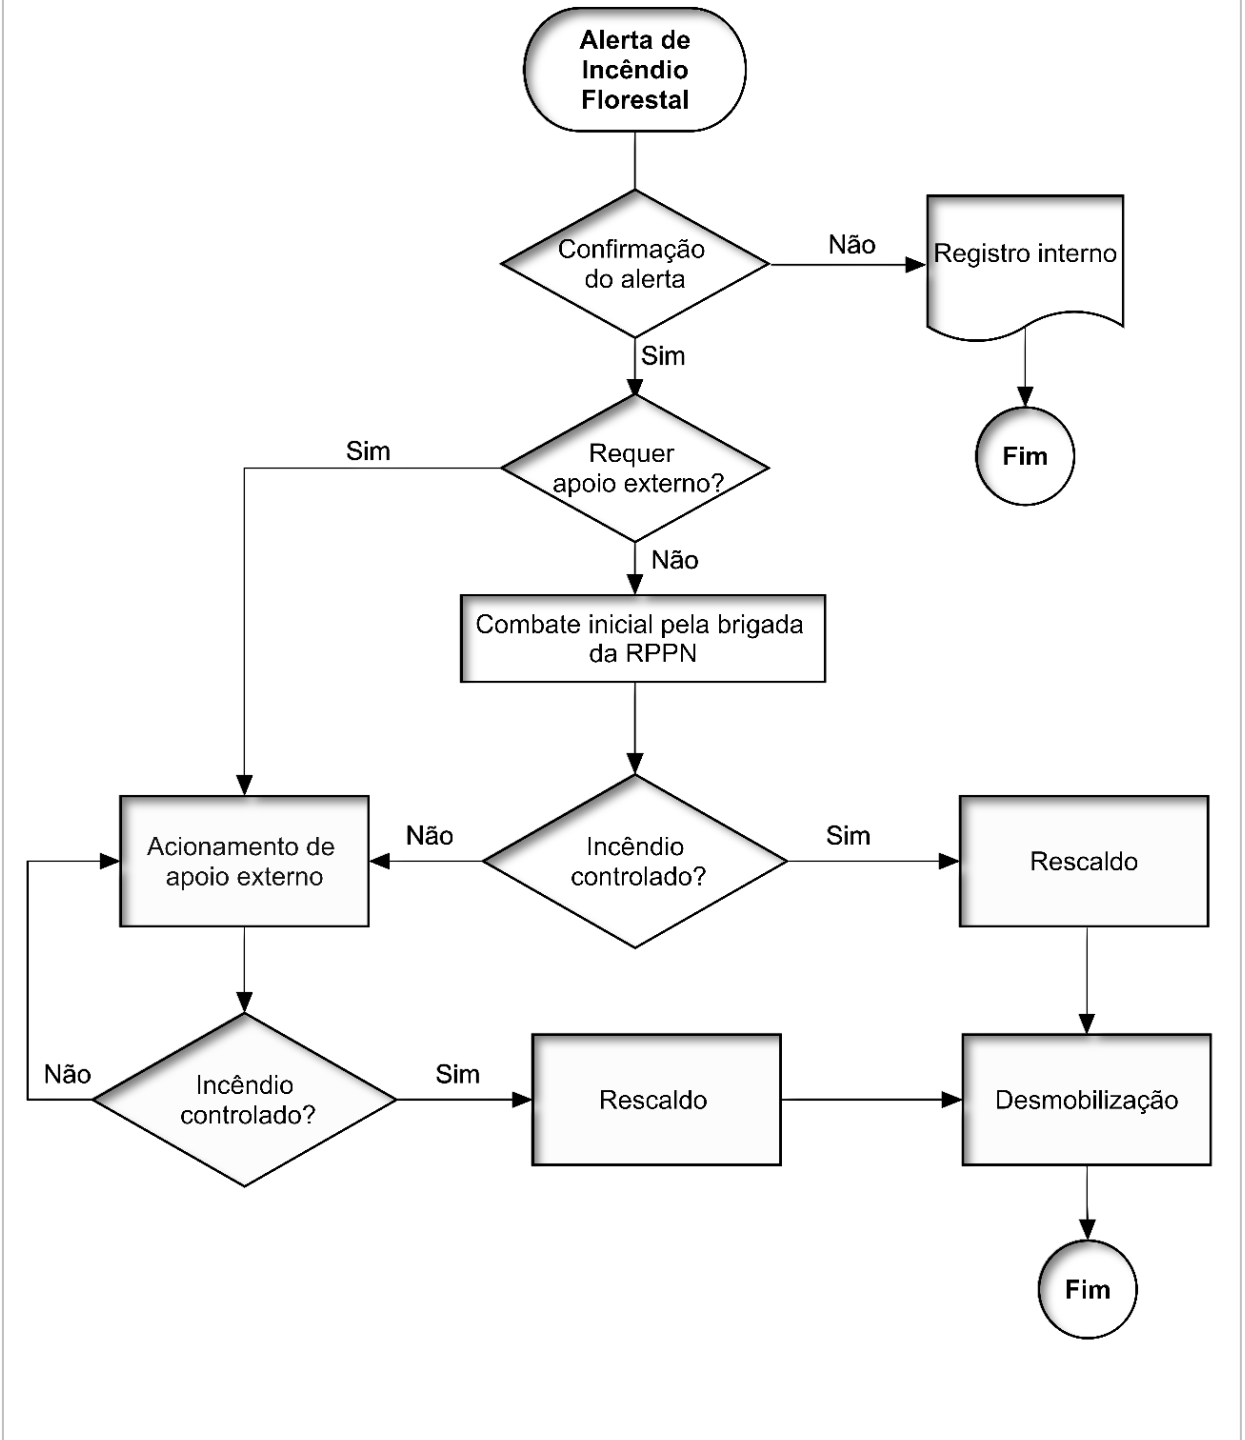 Alerta de
Incêndio
Florestal
Confirmação
do alerta
Não
Registro interno
Sim
Fim
Requer
apoio externo?
Sim
Não
Combate inicial pela brigada
da RPPN
Acionamento de
apoio externo
Não
Incêndio
controlado?
Sim
Rescaldo
Não
Incêndio
controlado?
Sim
Rescaldo
Desmobilização
Fim